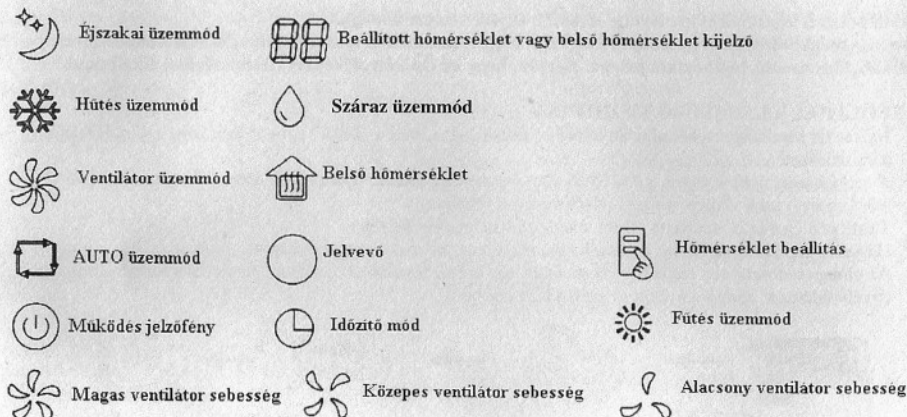 Éjszakai üzemmód
88 Beállított hőmérséklet vagy belső hőmérséklet kijelző
Hűtés üzemmód
Száraz üzemmód
Ventilátor üzemmód
Belső hőmérséklet
AUTO üzemmód
Jelvevő
Hőmérséklet beállítás
Működés jelzőfény
Időzítő mód
Fűtés üzemmód
Magas ventilátor sebesség
Közepes ventilátor sebesség
Alacsony ventilátor sebesség